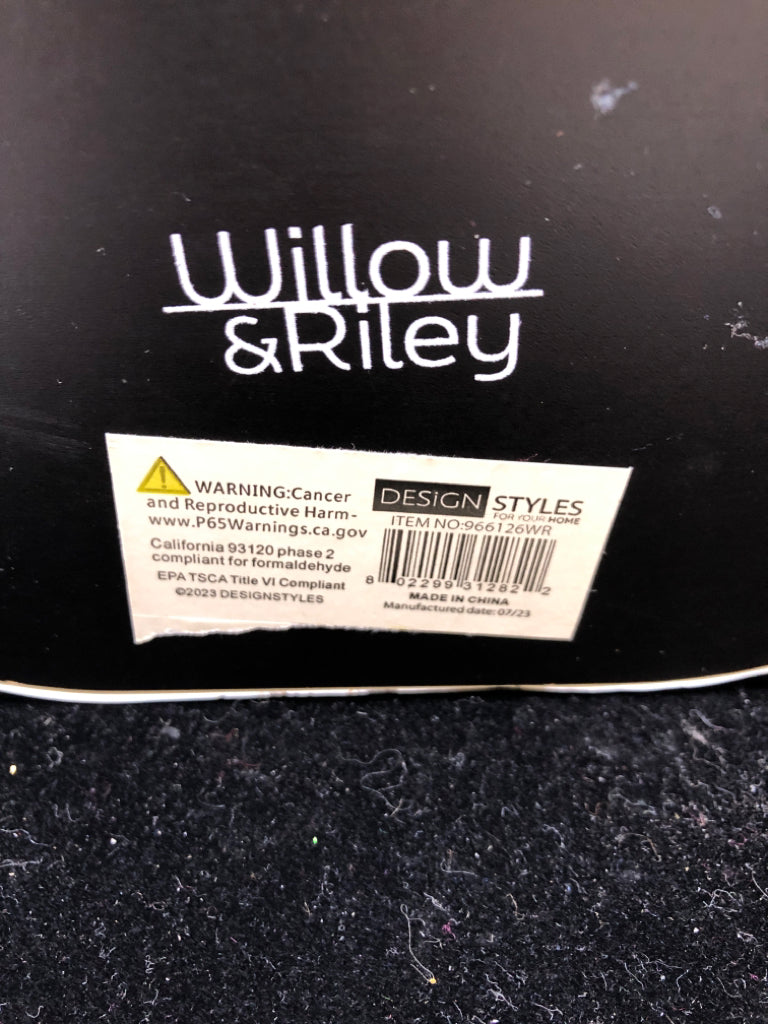 Willow
&Riley
WARNING:Cancer
and Reproductive Harm-
www.P65Warnings.ca.gov
California 93120 phase 2
compliant for formaldehyde
EPA TSCA Title VI Compliant
©2023 DESIGNSTYLES
DESiGN STYLES
FOR YOUR HOME
ITEM NO:966126WR
8 02299 31282 2
MADE IN CHINA
Manufactured date: 07/23